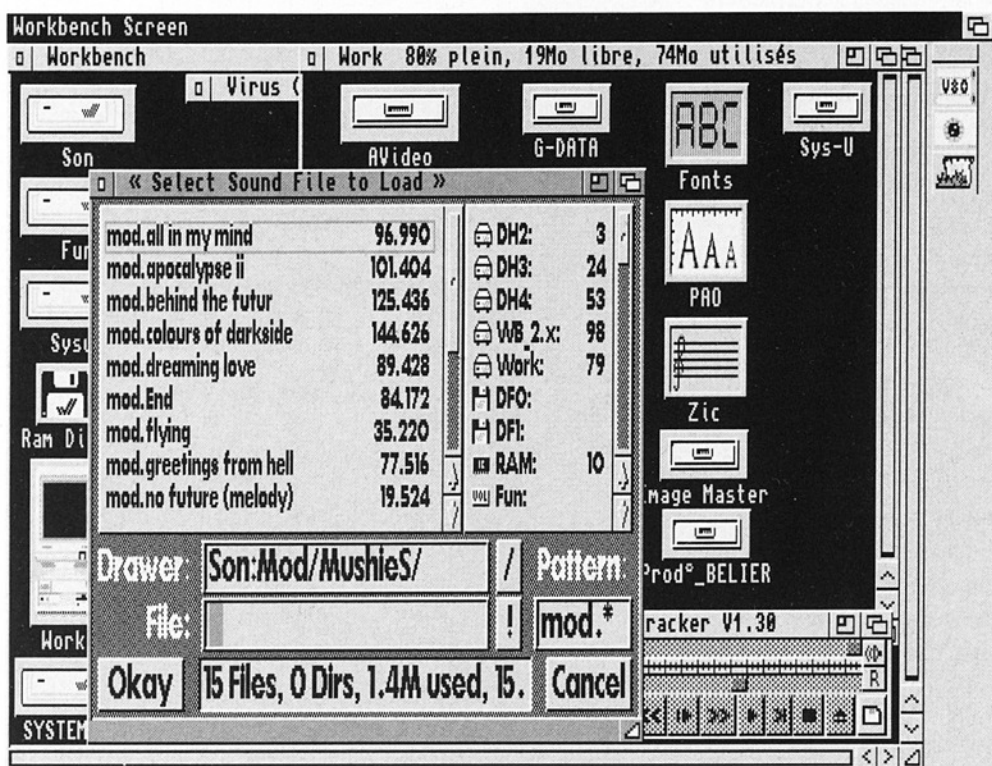 Workbench Screen
Workbench
Work 80% plein, 19Mo libre, 74Mo utilisés
Virus (
V80
Son
AVideo
G-DATA
ABC
Fonts
Sys-U
« Select Sound File to Load »
mod.all in my mind 96.990
mod.apocalypse ii 101.404
mod.behind the futur 125.436
mod.colours of darkside 144.626
mod.dreaming love 89.428
mod.End 84.172
mod.flying 35.220
mod.greetings from hell 77.516
mod.no future (melody) 19.524
DH2: 3
DH3: 24
DH4: 53
WB_2.x: 98
Work: 79
DF0:
DF1:
RAM: 10
VOL Fun:
Fun
Sysu
Ram Di
Work
SYSTEM
AAA
PAO
Zic
Image Master
Prod°_BELIER
Drawer: Son:Mod/MushieS/ / Pattern:
File: ! mod.*
Okay 15 Files, 0 Dirs, 1.4M used, 15. Cancel
racker V1.30
R